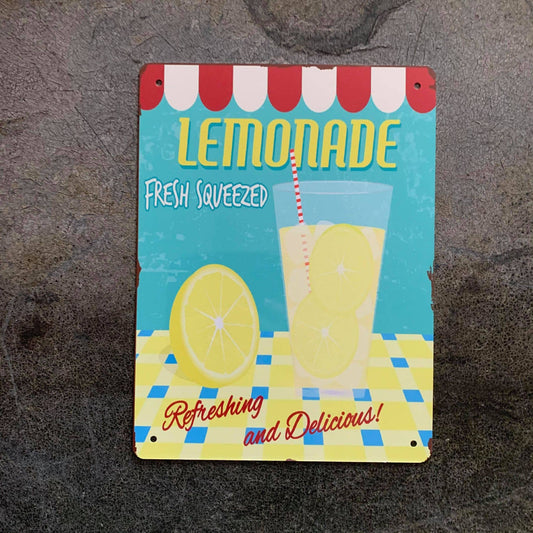 LEMONADE
FRESH SQUEEZED
Refreshing
and Delicious!